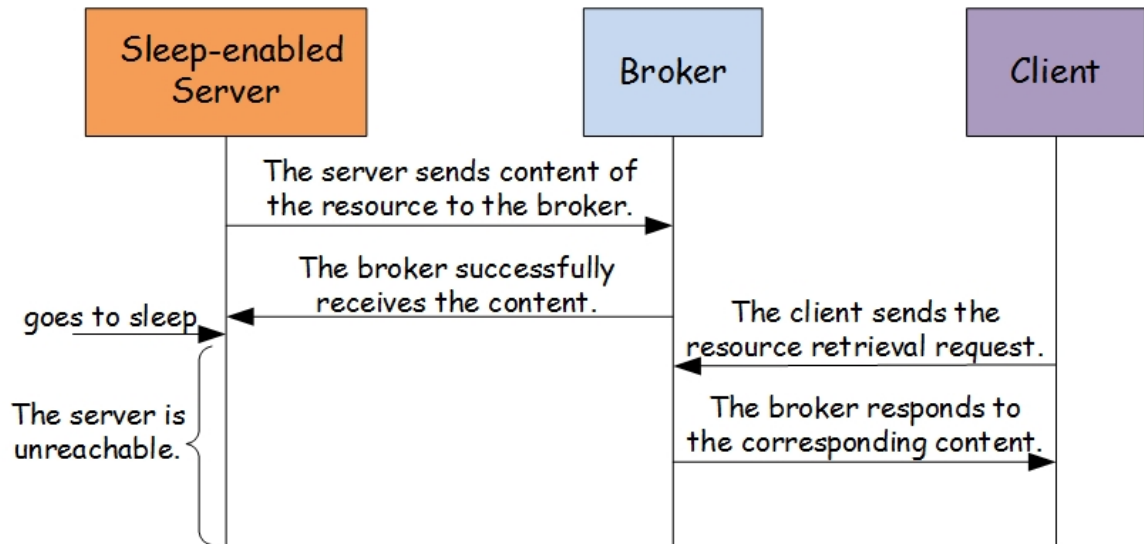 Sleep-enabled
Server
Broker
Client
The server sends content of
the resource to the broker.
The broker successfully
receives the content.
goes to sleep
The client sends the
resource retrieval request.
The server is
unreachable.
The broker responds to
the corresponding content.